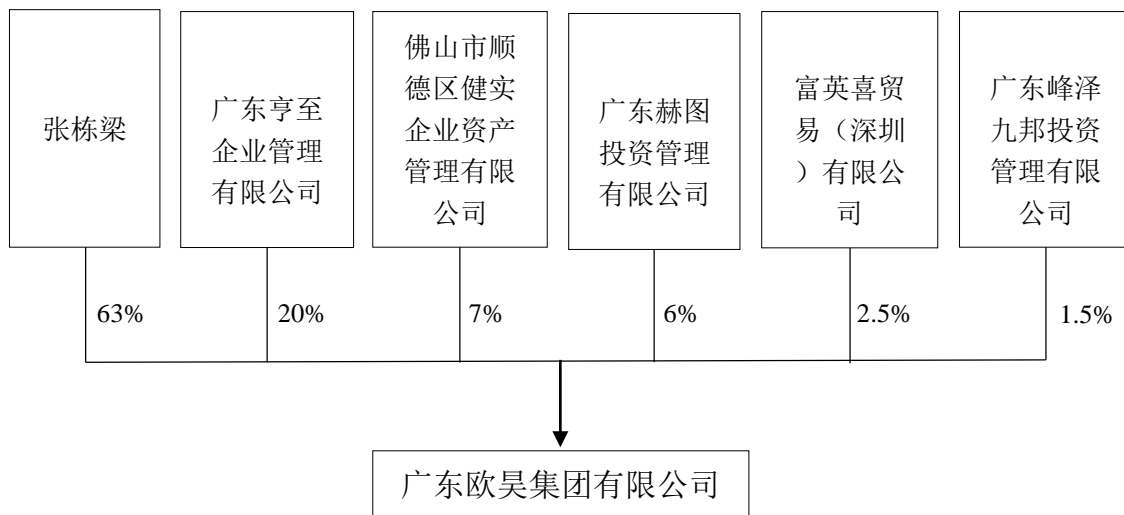 张栋梁
广东亨至
企业管理
有限公司
佛山市顺
德区健实
企业资产
管理有限
公司
广东赫图
投资管理
有限公司
富英喜贸
易（深圳
）有限公
司
广东峰泽
九邦投资
管理有限
公司
63%
20%
7%
6%
2.5%
1.5%
广东欧昊集团有限公司